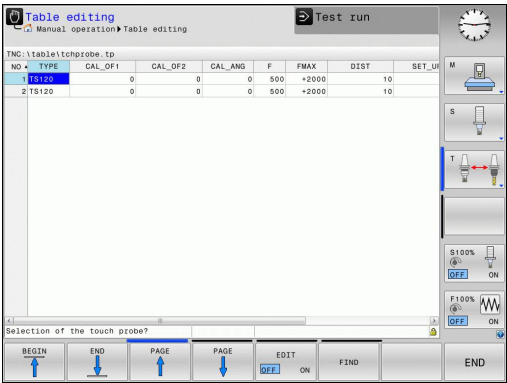 Table editing
Manual operation Table editing
Test run
TNC:\table\tchprobe.tp
NO TYPE CAL_OF1 CAL_OF2 CAL_ANG F FMAX DIST SET_U
1 TS120 0 0 0 500 +2000 10
2 TS120 0 0 0 500 +2000 10
M
S
T
S100%
OFF ON
F100%
OFF ON
Selection of the touch probe?
BEGIN END PAGE PAGE EDIT FIND END
OFF ON